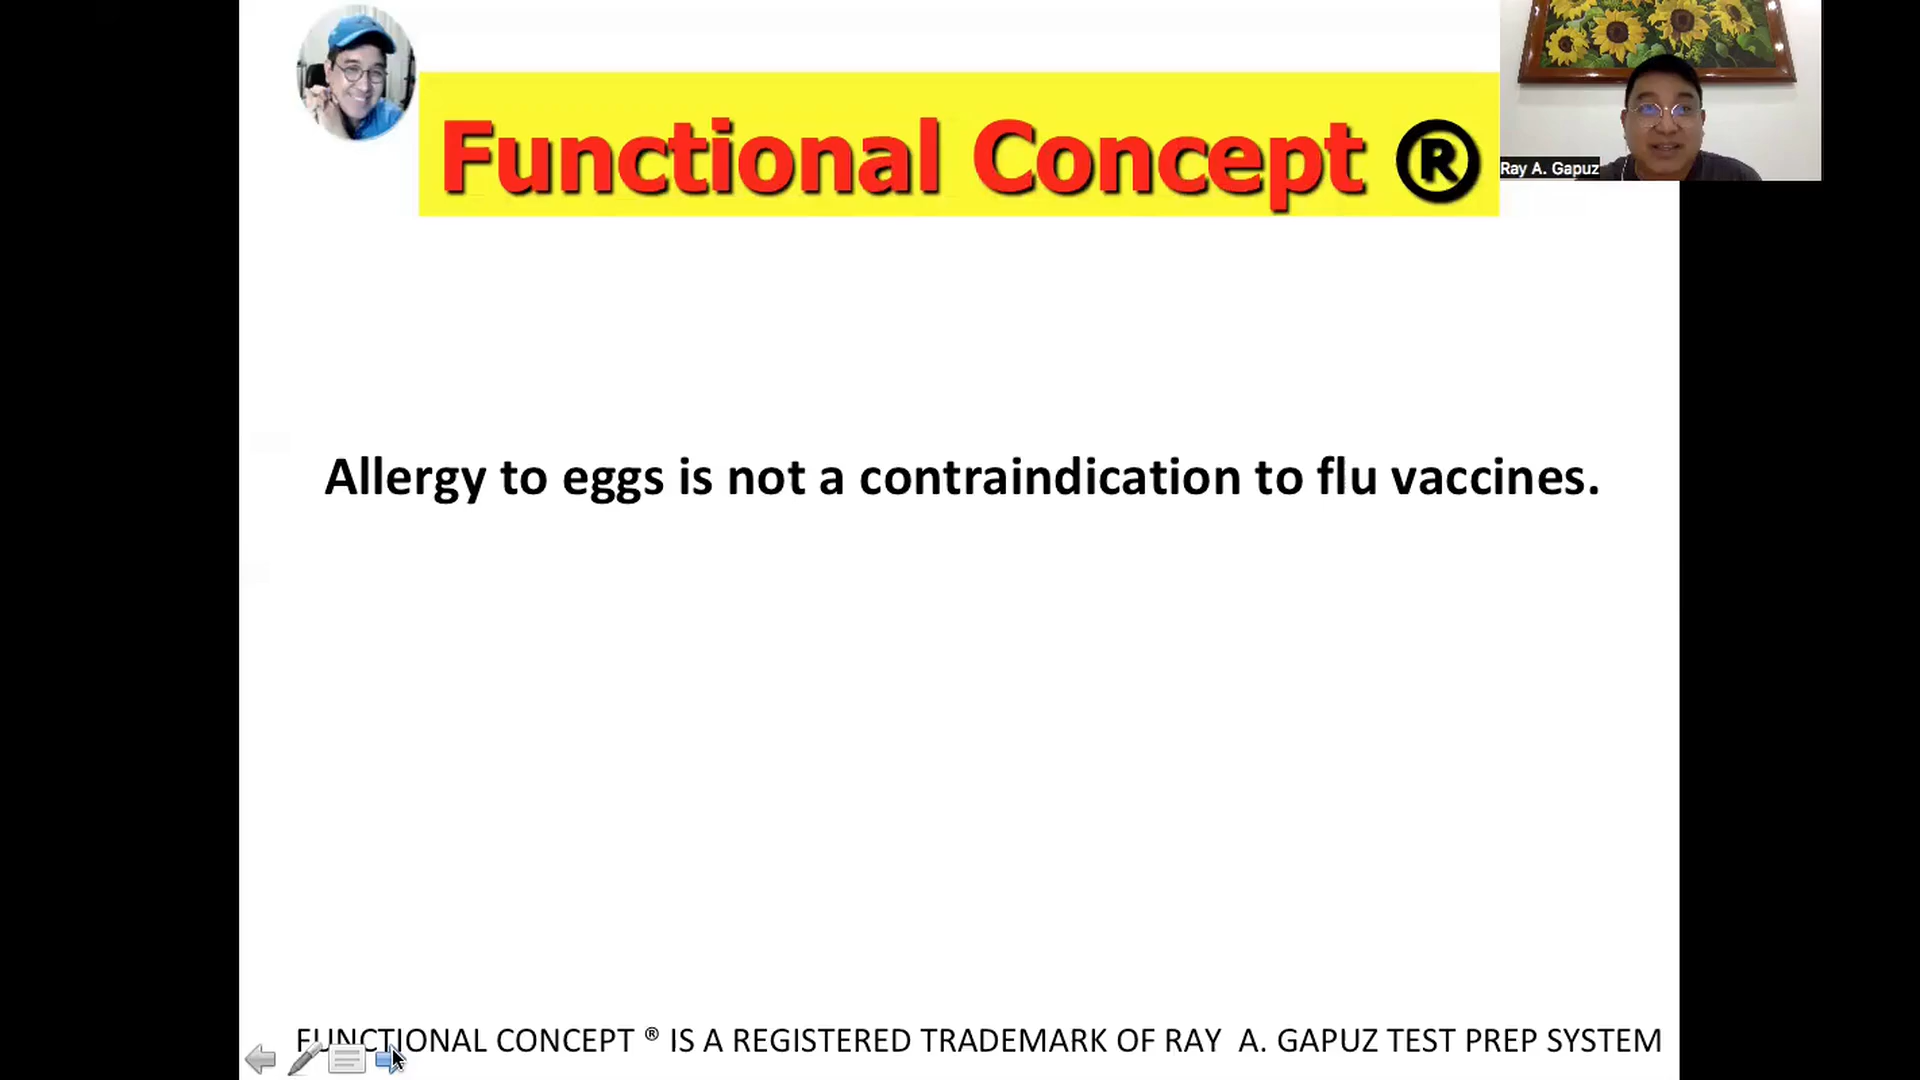 Functional Concept ®
Ray A. Gapuz
Allergy to eggs is not a contraindication to flu vaccines.
FUNCTIONAL CONCEPT ® IS A REGISTERED TRADEMARK OF RAY A. GAPUZ TEST PREP SYSTEM